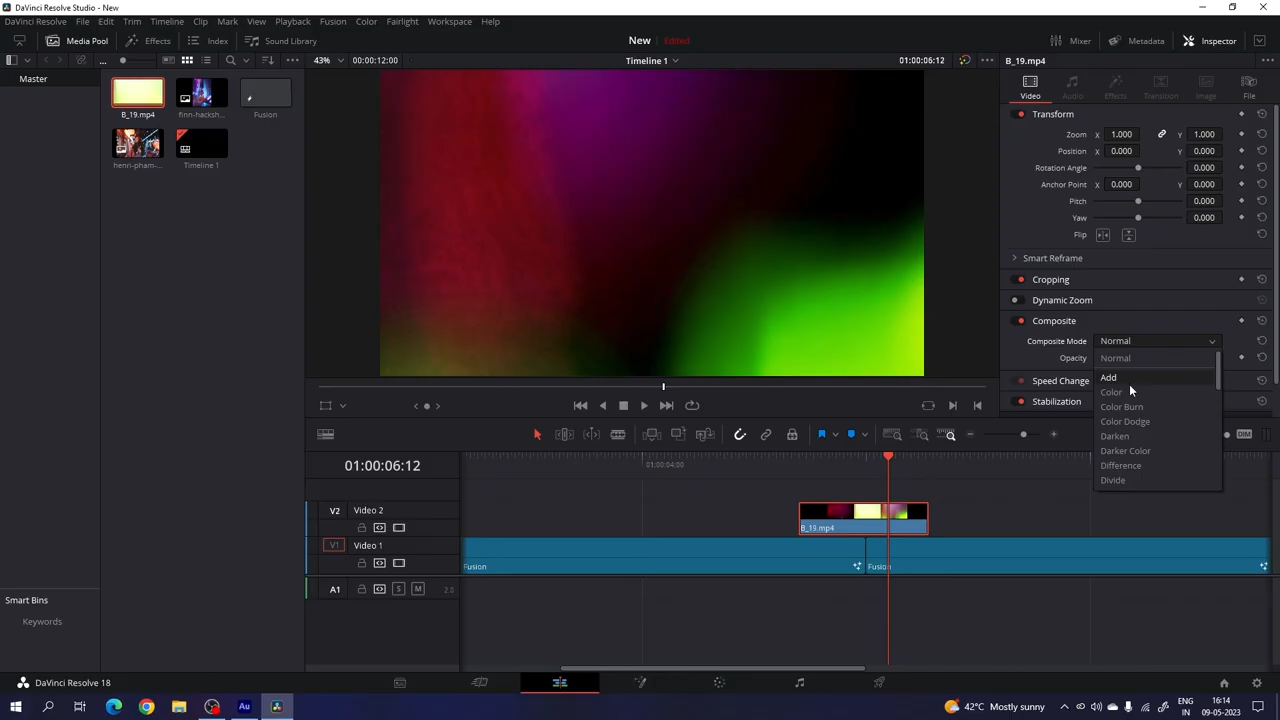 DaVinci Resolve Studio - New
DaVinci Resolve File Edit Trim Timeline Clip Mark View Playback Fusion Color Fairlight Workspace Help
Media Pool Effects Index Sound Library New Edited Mixer Metadata Inspector
... 43% 00:00:12:00 Timeline 1 01:00:06:12 B_19.mp4
Master
B_19.mp4 finn-hacksh... Fusion
henri-pham-... Timeline 1
Video Audio Effects Transition Image File
Transform
Zoom X 1.000 Y 1.000
Position X 0.000 Y 0.000
Rotation Angle 0.000
Anchor Point X 0.000 Y 0.000
Pitch 0.000
Yaw 0.000
Flip
Smart Reframe
Cropping
Dynamic Zoom
Composite
Composite Mode Normal
Opacity
Normal
Add
Color
Color Burn
Color Dodge
Darken
Darker Color
Difference
Divide
Speed Change
Stabilization
DIM
01:00:06:12
01:00:04:00
V2 Video 2
B_19.mp4
V1 Video 1
Fusion Fusion
A1 S M 2.0
Smart Bins
Keywords
DaVinci Resolve 18
Au
42°C Mostly sunny
ENG
IN
16:14
09-05-2023